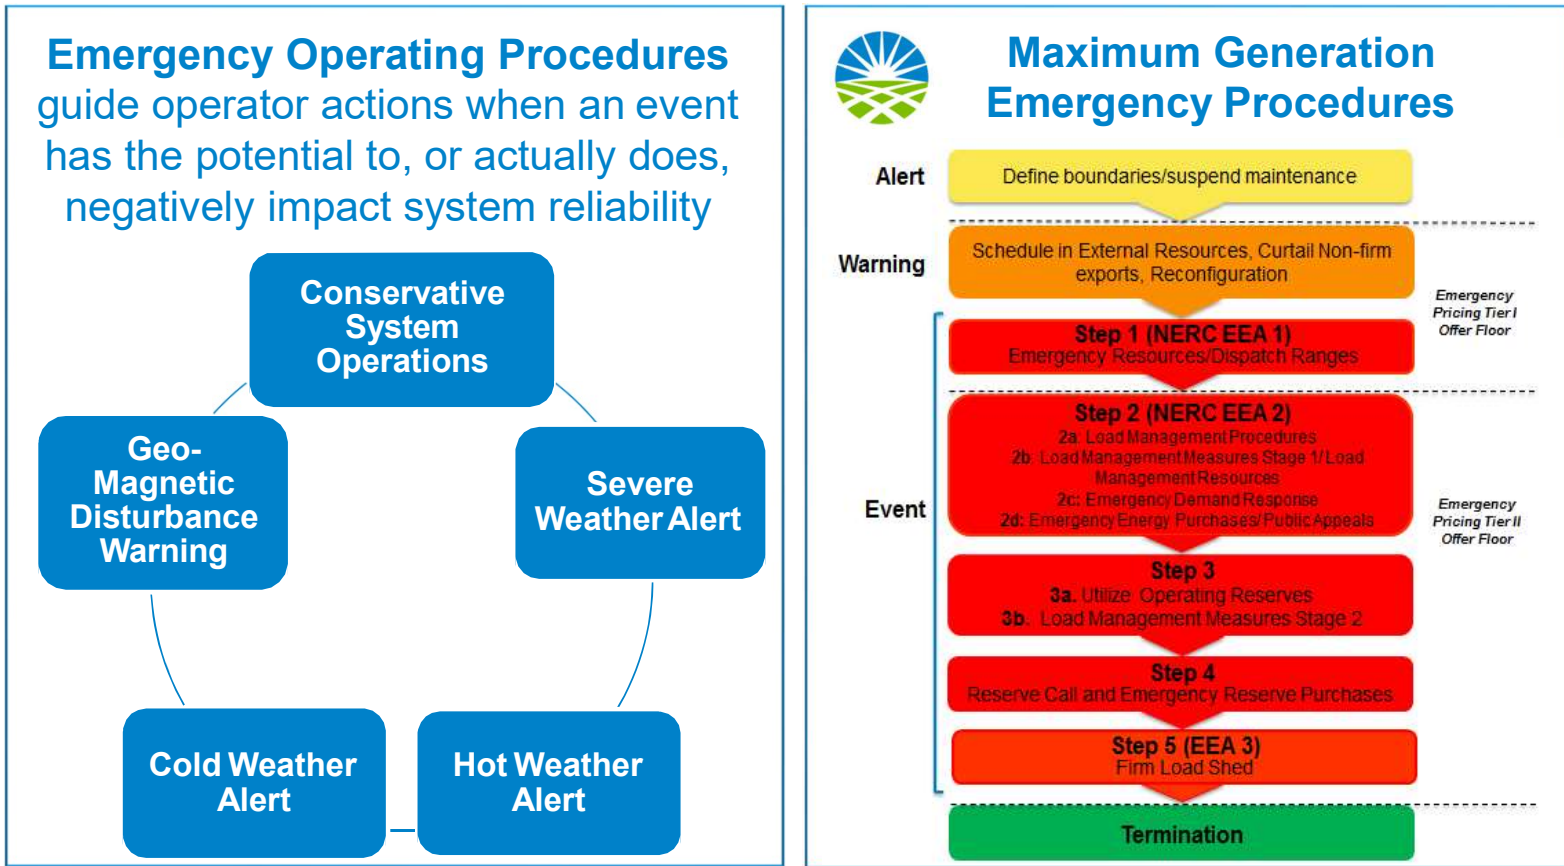 Emergency Operating Procedures
guide operator actions when an event
has the potential to, or actually does,
negatively impact system reliability
Conservative
System
Operations
Geo-
Magnetic
Disturbance
Warning
Severe
Weather Alert
Cold Weather
Alert
Hot Weather
Alert
Maximum Generation
Emergency Procedures
Alert
Define boundaries/suspend maintenance
Warning
Schedule in External Resources, Curtail Non-firm
exports, Reconfiguration
Emergency
Pricing Tier I
Offer Floor
Step 1 (NERC EEA 1)
Emergency Resources/Dispatch Ranges
Event
Step 2 (NERC EEA 2)
2a: Load Management Procedures
2b. Load Management Measures Stage 1/ Load
Management Resources
2c: Emergency Demand Response
2d: Emergency Energy Purchases/ Public Appeals
Emergency
Pricing Tier II
Offer Floor
Step 3
3a. Utilize Operating Reserves
3b. Load Management Measures Stage 2
Step 4
Reserve Call and Emergency Reserve Purchases
Step 5 (EEA 3)
Firm Load Shed
Termination